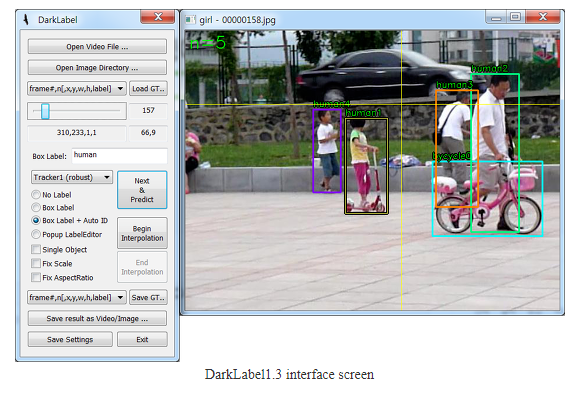 DarkLabel
Open Video File ...
Open Image Directory ...
frame#,n[,x,y,w,h,label]
Load GT..
157
310,233,1,1
66,9
Box Label:
human
Tracker1 (robust)
Next
&
Predict
No Label
Box Label
Box Label + Auto ID
Popup LabelEditor
Begin
Interpolation
Single Object
Fix Scale
Fix AspectRatio
End
Interpolation
frame#,n[,x,y,w,h,label]
Save GT..
Save result as Video/Image ...
Save Settings
Exit
girl - 00000158.jpg
n=5
human2
human3
human4
human1
bycycle0
DarkLabel1.3 interface screen